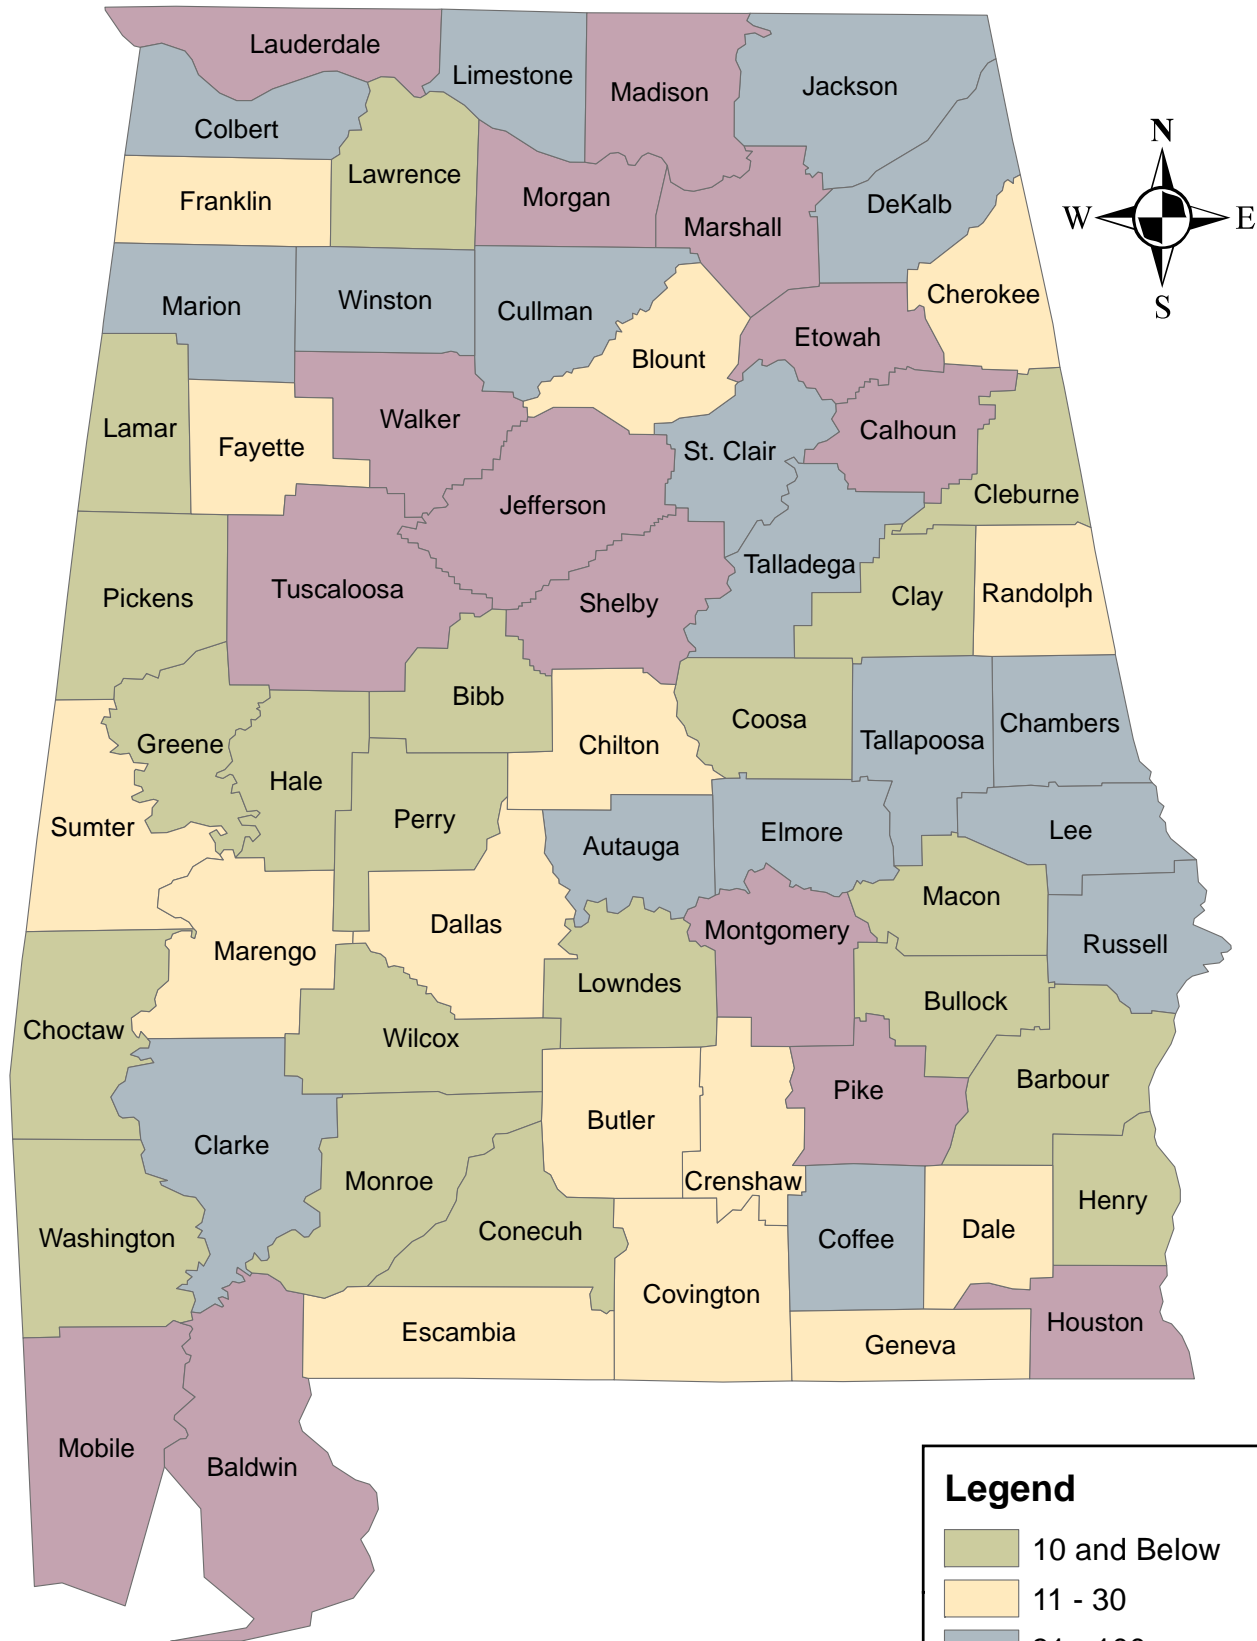 Lauderdale
Limestone
Madison
Jackson
Colbert
N
Lawrence
Franklin
Morgan
DeKalb
W
E
Marshall
S
Cherokee
Marion
Winston
Cullman
Etowah
Blount
Lamar
Walker
Calhoun
Fayette
St. Clair
Cleburne
Jefferson
Pickens
Tuscaloosa
Shelby
Talladega
Clay
Randolph
Bibb
Coosa
Chambers
Greene
Chilton
Tallapoosa
Hale
Sumter
Perry
Autauga
Elmore
Lee
Macon
Dallas
Montgomery
Marengo
Russell
Lowndes
Bullock
Choctaw
Wilcox
Barbour
Pike
Butler
Clarke
Monroe
Crenshaw
Henry
Washington
Conecuh
Coffee
Dale
Covington
Escambia
Houston
Geneva
Mobile
Baldwin
Legend
10 and Below
11 - 30